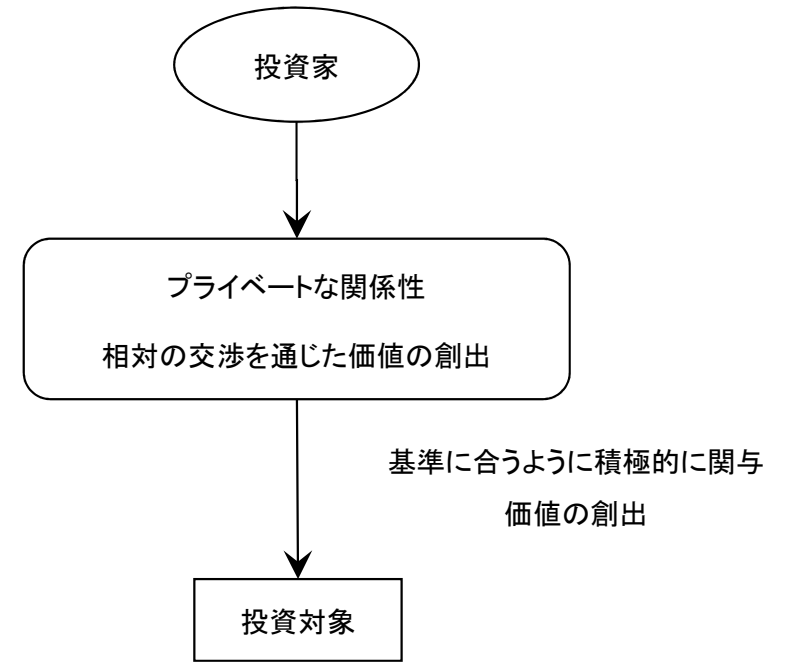 投資家
プライベートな関係性
相対の交渉を通じた価値の創出
基準に合うように積極的に関与
価値の創出
投資対象